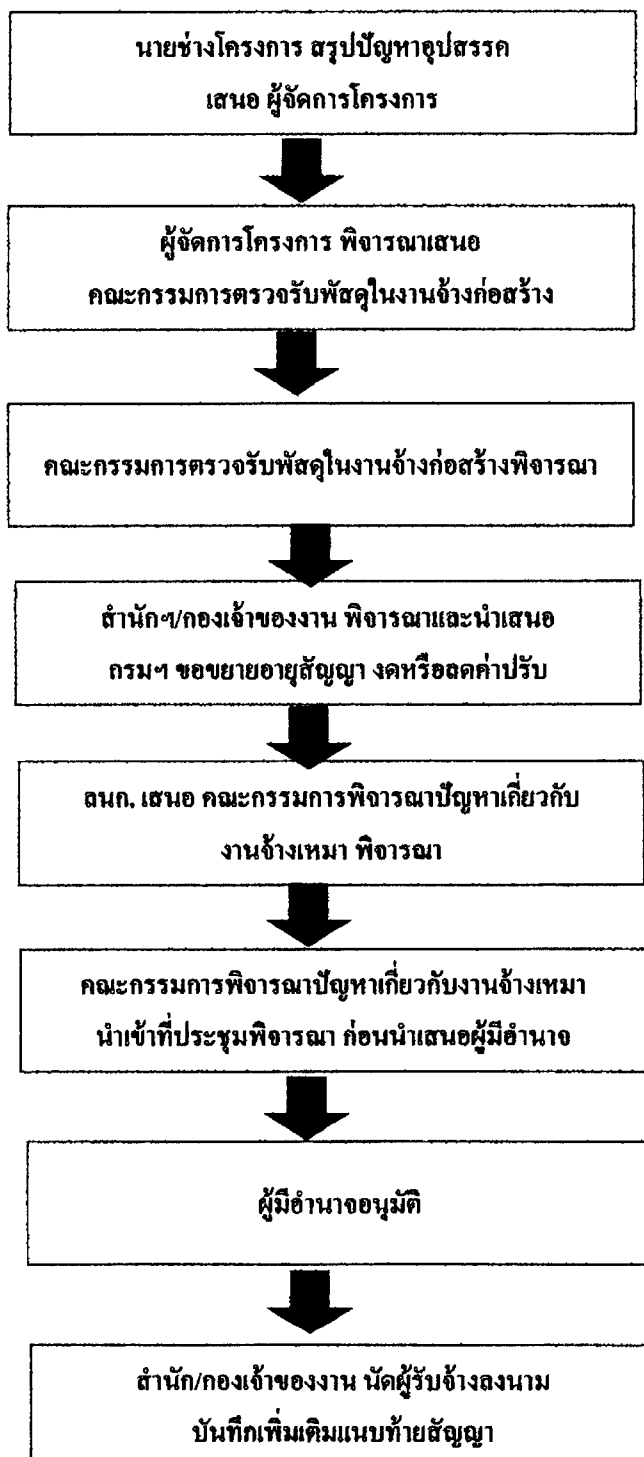 นายช่างโครงการ สรุปปัญหาอุปสรรค
เสนอ ผู้จัดการโครงการ
ผู้จัดการโครงการ พิจารณาเสนอ
คณะกรรมการตรวจรับพัสดุในงานจ้างก่อสร้าง
คณะกรรมการตรวจรับพัสดุในงานจ้างก่อสร้างพิจารณา
สำนักฯ/กองเจ้าของงาน พิจารณาและนำเสนอ
กรมฯ ขอขยายอายุสัญญา งดหรือลดค่าปรับ
ลนก. เสนอ คณะกรรมการพิจารณาปัญหาเกี่ยวกับ
งานจ้างเหมา พิจารณา
คณะกรรมการพิจารณาปัญหาเกี่ยวกับงานจ้างเหมา
นำเข้าที่ประชุมพิจารณา ก่อนนำเสนอผู้มีอำนาจ
ผู้มีอำนาจอนุมัติ
สำนัก/กองเจ้าของงาน นัดผู้รับจ้างลงนาม
บันทึกเพิ่มเติมแนบท้ายสัญญา